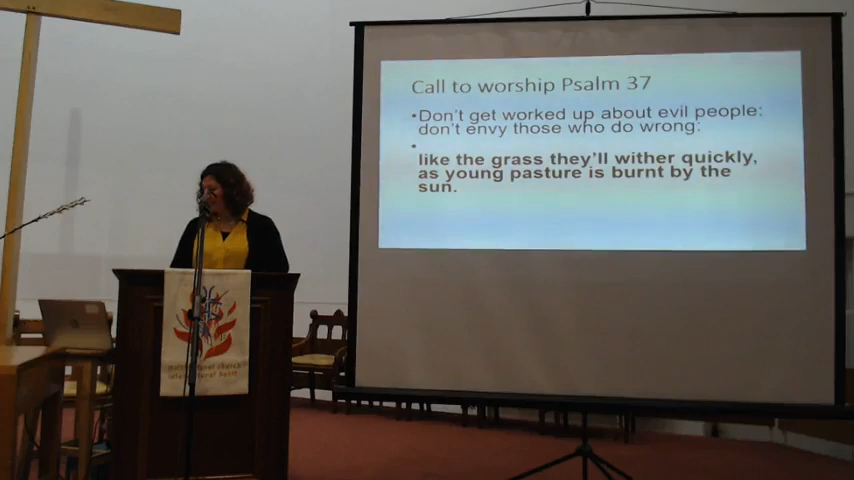 Call to worship Psalm 37
•Don't get worked up about evil people:
don't envy those who do wrong:
•
like the grass they'll wither quickly,
as young pasture is burnt by the
sun.
church